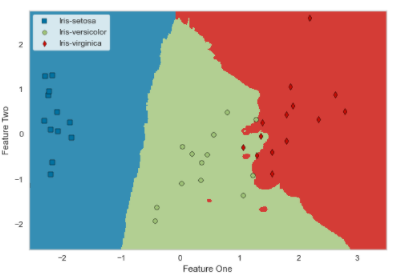 Iris-setosa
Iris-versicolor
Iris-virginica
Feature Two
2
1
0
−1
−2
−2
−1
0
1
2
3
Feature One